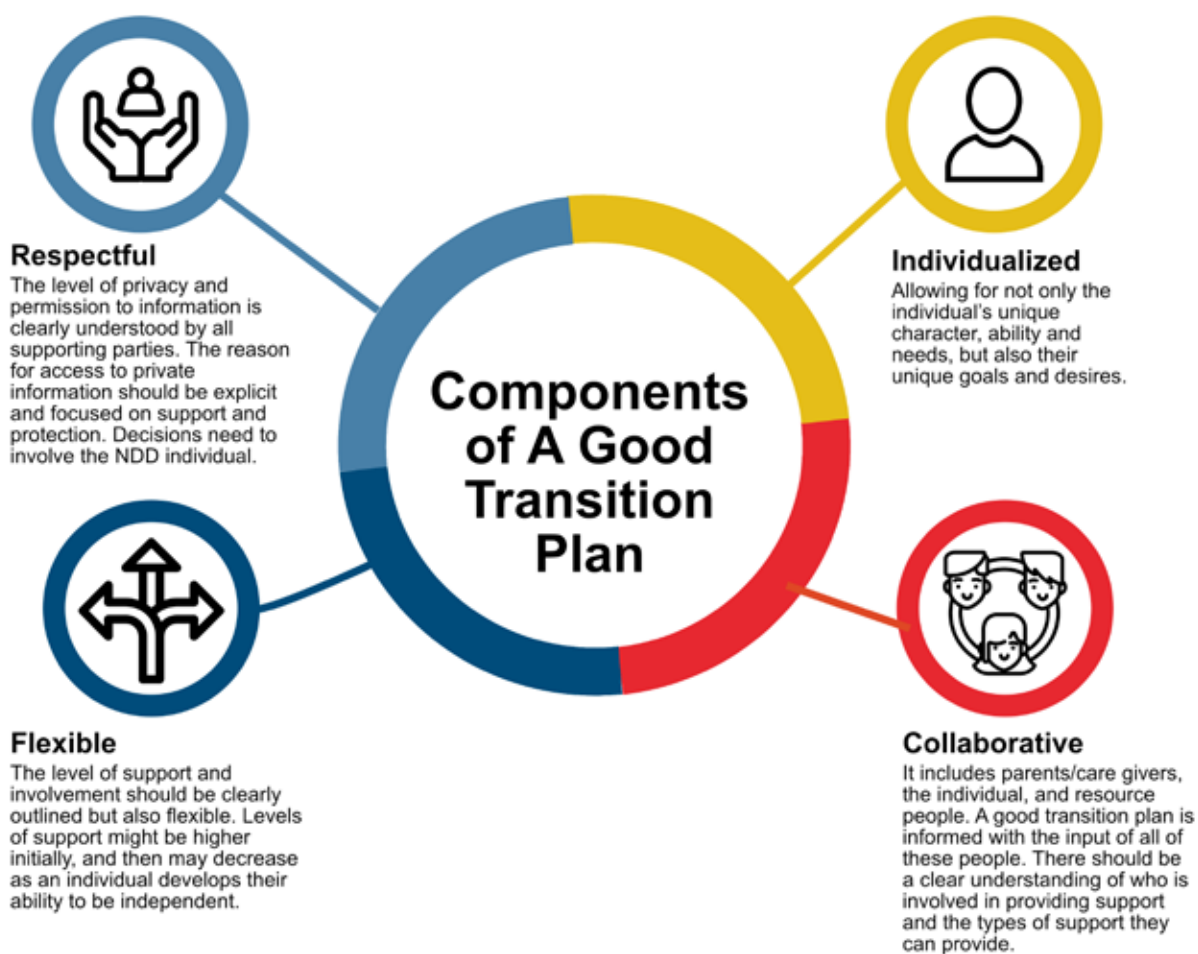 Components
of A Good
Transition
Plan
Respectful
The level of privacy and
permission to information is
clearly understood by all
supporting parties. The reason
for access to private
information should be explicit
and focused on support and
protection. Decisions need to
involve the NDD individual.
Individualized
Allowing for not only the
individual's unique
character, ability and
needs, but also their
unique goals and desires.
Flexible
The level of support and
involvement should be clearly
outlined but also flexible. Levels
of support might be higher
initially, and then may decrease
as an individual develops their
ability to be independent.
Collaborative
It includes parents/care givers,
the individual, and resource
people. A good transition plan is
informed with the input of all of
these people. There should be
a clear understanding of who is
involved in providing support
and the types of support they
can provide.